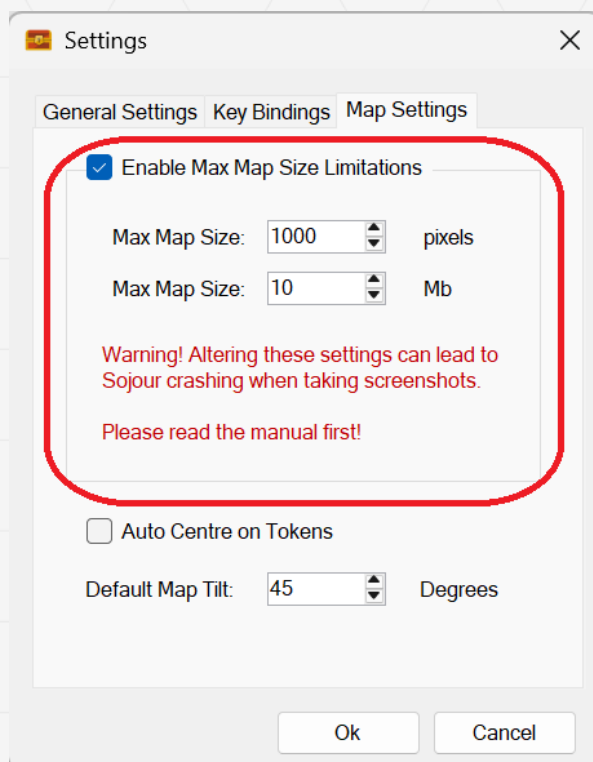 Settings
General Settings Key Bindings Map Settings
Enable Max Map Size Limitations
Max Map Size: 1000 pixels
Max Map Size: 10 Mb
Warning! Altering these settings can lead to
Sojour crashing when taking screenshots.
Please read the manual first!
Auto Centre on Tokens
Default Map Tilt: 45 Degrees
Ok Cancel